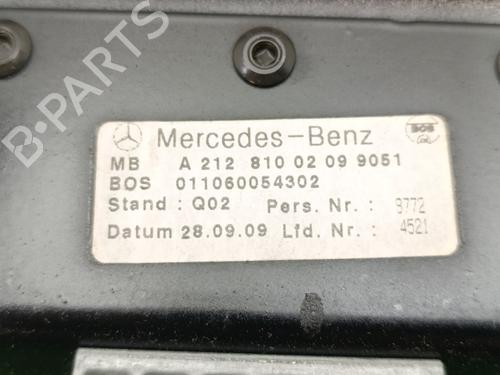 B-PARTS
Mercedes-Benz
BOS
MB A 212 810 02 09 9051
BOS 011060054302
Stand : Q02 Pers. Nr. : 3772
Datum 28.09.09 Lfd. Nr. : 4521